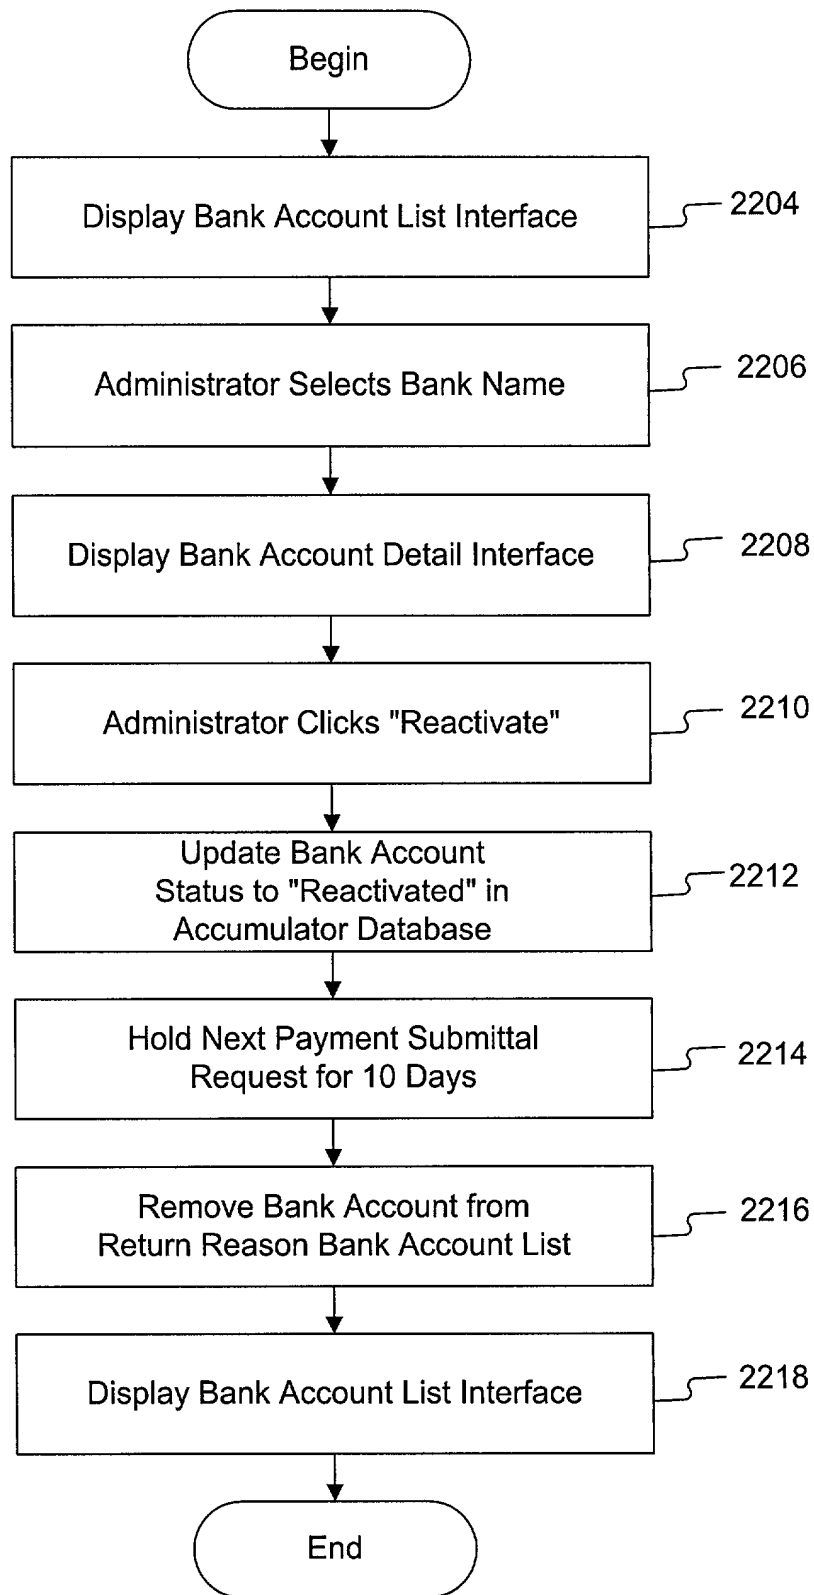 Begin
Display Bank Account List Interface
2204
Administrator Selects Bank Name
2206
Display Bank Account Detail Interface
2208
Administrator Clicks "Reactivate"
2210
Update Bank Account
Status to "Reactivated" in
Accumulator Database
2212
Hold Next Payment Submittal
Request for 10 Days
2214
Remove Bank Account from
Return Reason Bank Account List
2216
Display Bank Account List Interface
2218
End